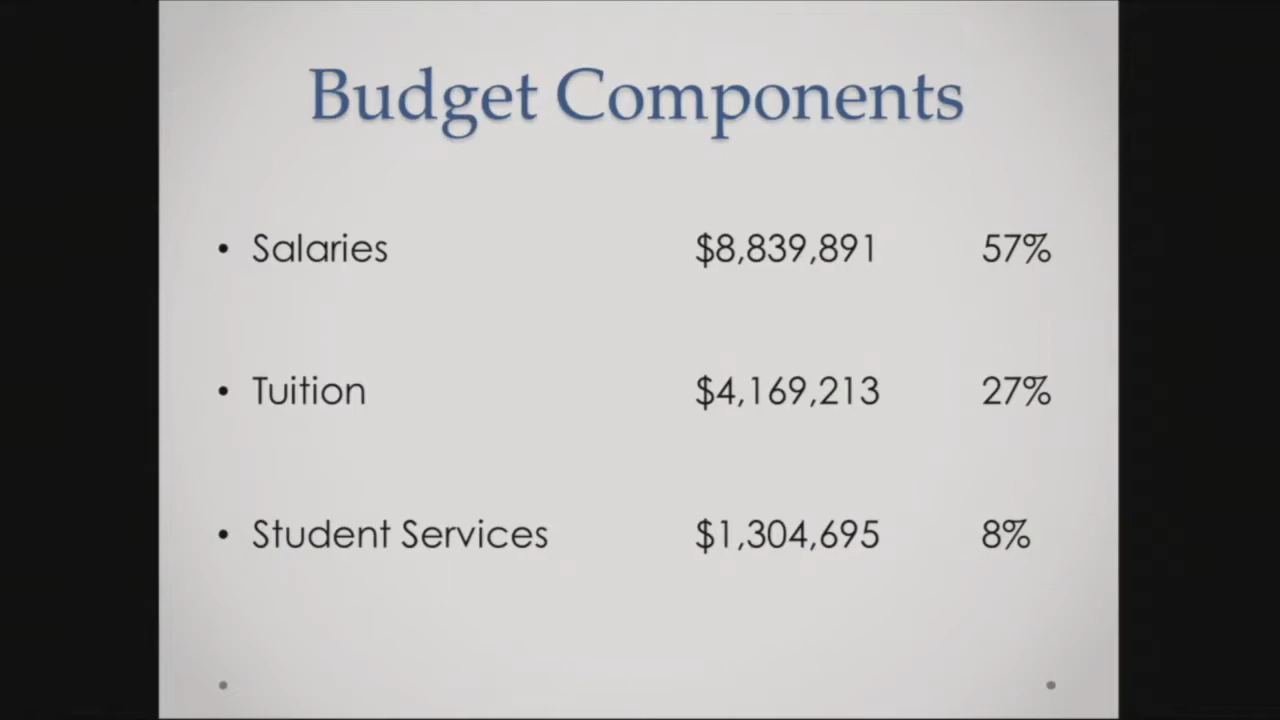 Budget Components
• Salaries $8,839,891 57%
• Tuition $4,169,213 27%
• Student Services $1,304,695 8%